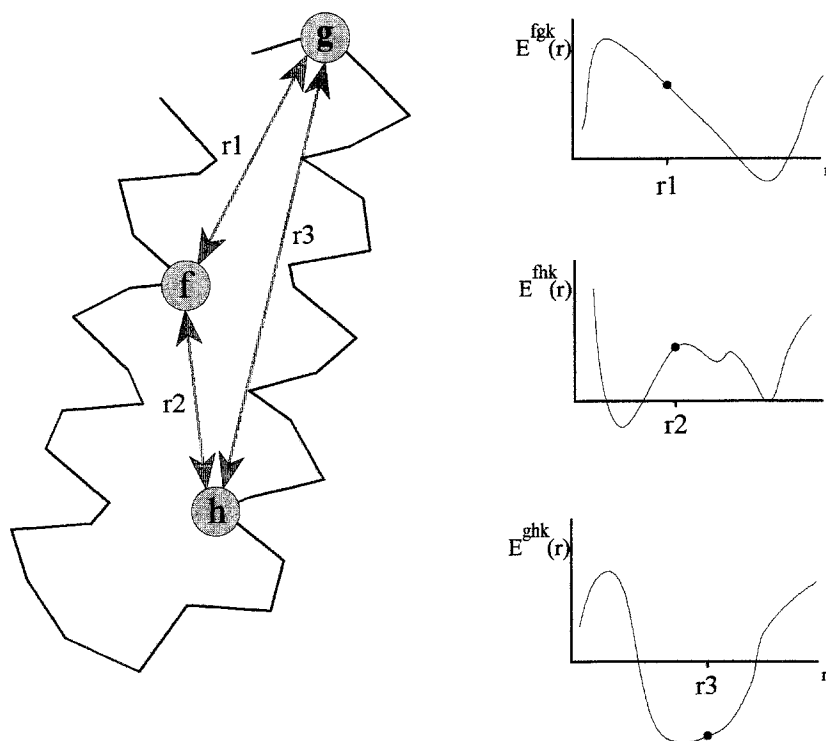 g
r1
r3
f
r2
h
E^fgk(r)
r1
r
E^fhk(r)
r2
E^ghk(r)
r3
r